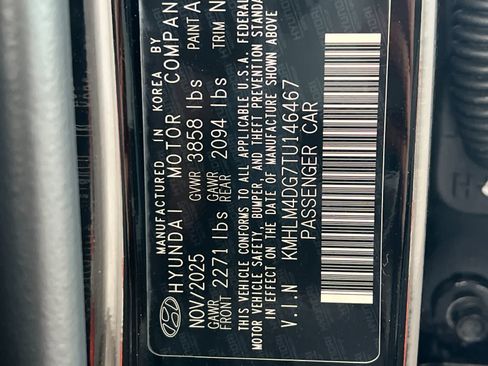 MANUFACTURED IN KOREA BY
HYUNDAI MOTOR COMPAN
NOV/2025 GVWR 3858 lbs PAINT A
GAWR FRONT 2271 lbs GAWR REAR 2094 lbs TRIM N
THIS VEHICLE CONFORMS TO ALL APPLICABLE U.S.A. FEDERAL
MOTOR VEHICLE SAFETY, BUMPER, AND THEFT PREVENTION STANDA
IN EFFECT ON THE DATE OF MANUFACTURE SHOWN ABOVE
V.I.N KMHLM4DG7TU146467
PASSENGER CAR